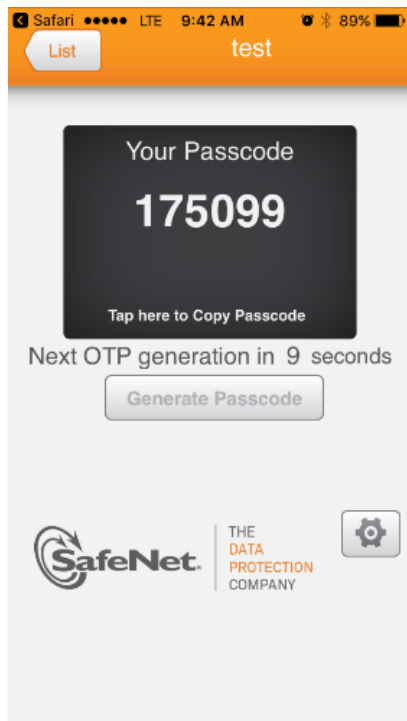 Safari LTE 9:42 AM 89%
List test
Your Passcode
175099
Tap here to Copy Passcode
Next OTP generation in 9 seconds
Generate Passcode
SafeNet.
THE
DATA
PROTECTION
COMPANY